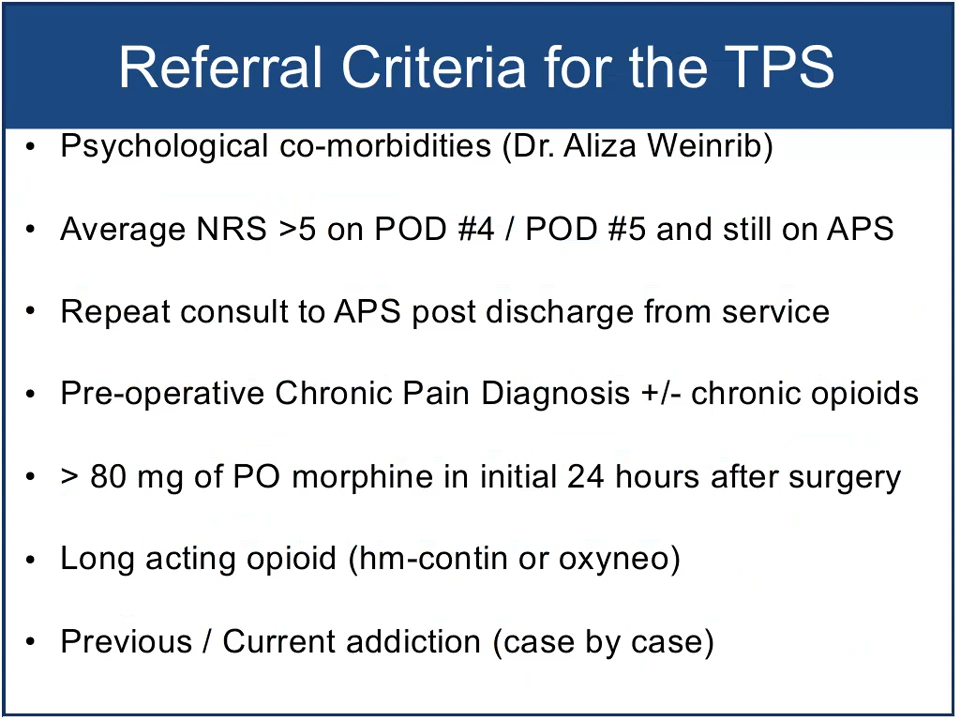 Referral Criteria for the TPS
• Psychological co-morbidities (Dr. Aliza Weinrib)
• Average NRS >5 on POD #4 / POD #5 and still on APS
• Repeat consult to APS post discharge from service
• Pre-operative Chronic Pain Diagnosis +/- chronic opioids
• > 80 mg of PO morphine in initial 24 hours after surgery
• Long acting opioid (hm-contin or oxyneo)
• Previous / Current addiction (case by case)